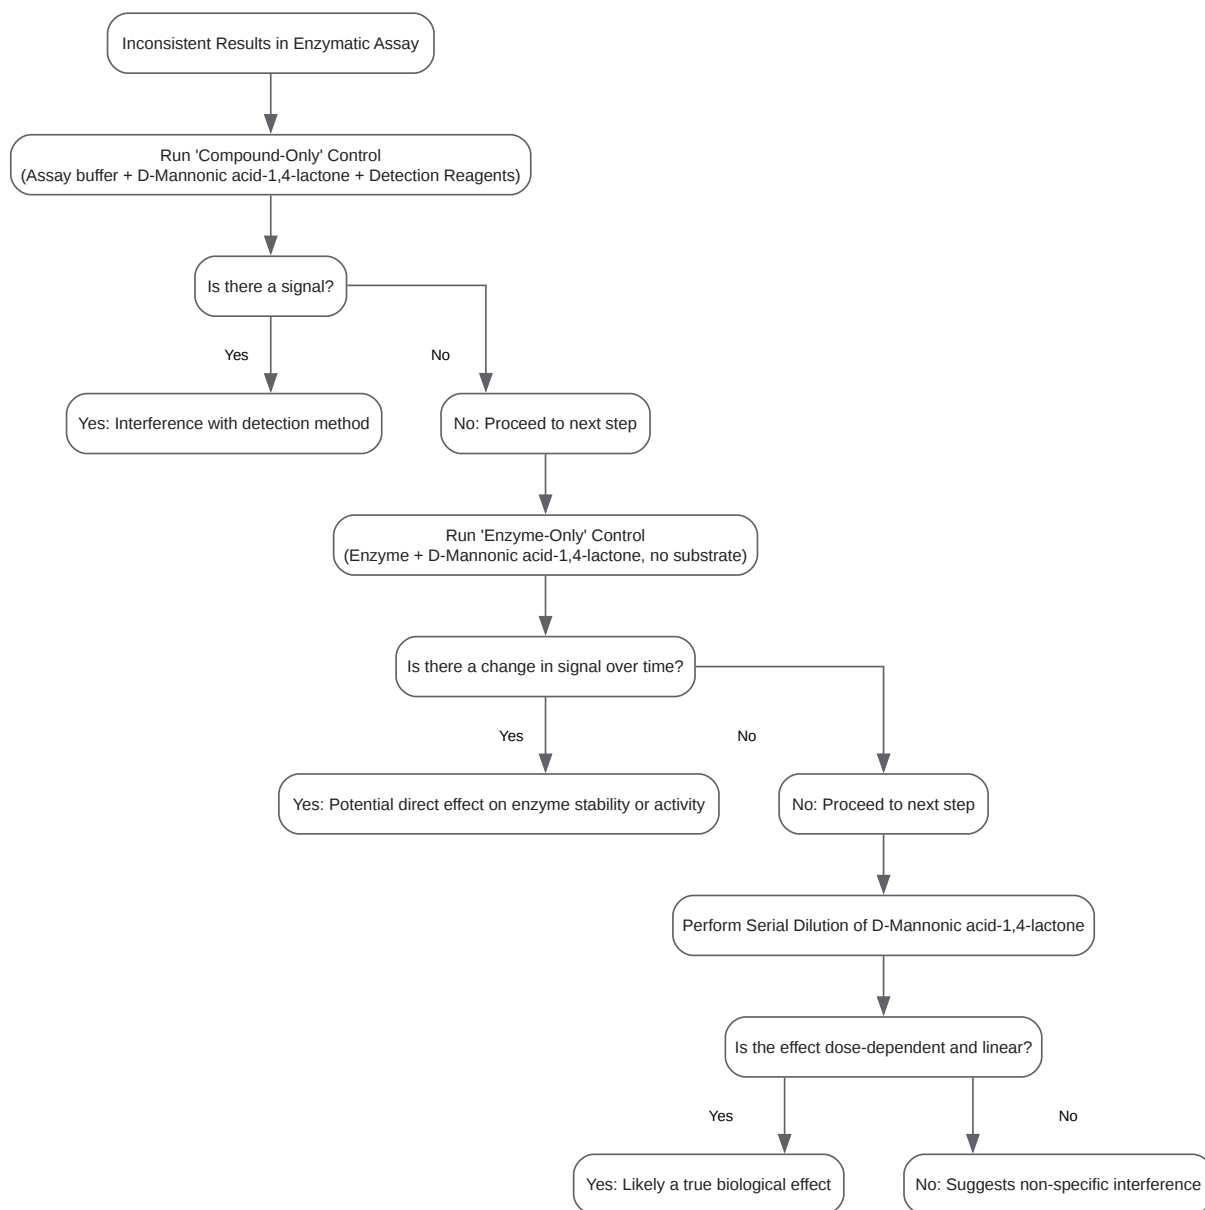 Inconsistent Results in Enzymatic Assay
Run 'Compound-Only' Control
(Assay buffer + D-Mannonic acid-1,4-lactone + Detection Reagents)
Is there a signal?
Yes
No
Yes: Interference with detection method
No: Proceed to next step
Run 'Enzyme-Only' Control
(Enzyme + D-Mannonic acid-1,4-lactone, no substrate)
Is there a change in signal over time?
Yes
No
Yes: Potential direct effect on enzyme stability or activity
No: Proceed to next step
Perform Serial Dilution of D-Mannonic acid-1,4-lactone
Is the effect dose-dependent and linear?
Yes
No
Yes: Likely a true biological effect
No: Suggests non-specific interference